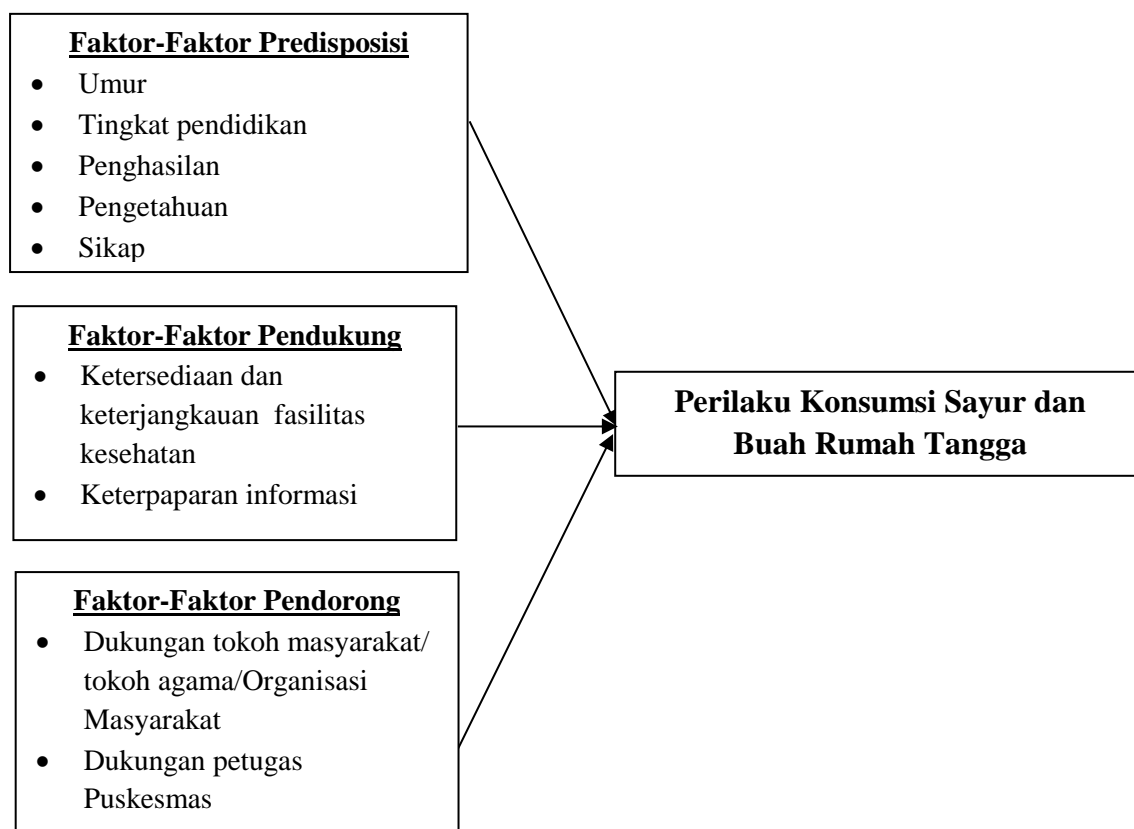 Faktor-Faktor Predisposisi
• Umur
• Tingkat pendidikan
• Penghasilan
• Pengetahuan
• Sikap
Faktor-Faktor Pendukung
• Ketersediaan dan
keterjangkauan fasilitas
kesehatan
• Keterpaparan informasi
Faktor-Faktor Pendorong
• Dukungan tokoh masyarakat/
tokoh agama/Organisasi
Masyarakat
• Dukungan petugas
Puskesmas
Perilaku Konsumsi Sayur dan
Buah Rumah Tangga